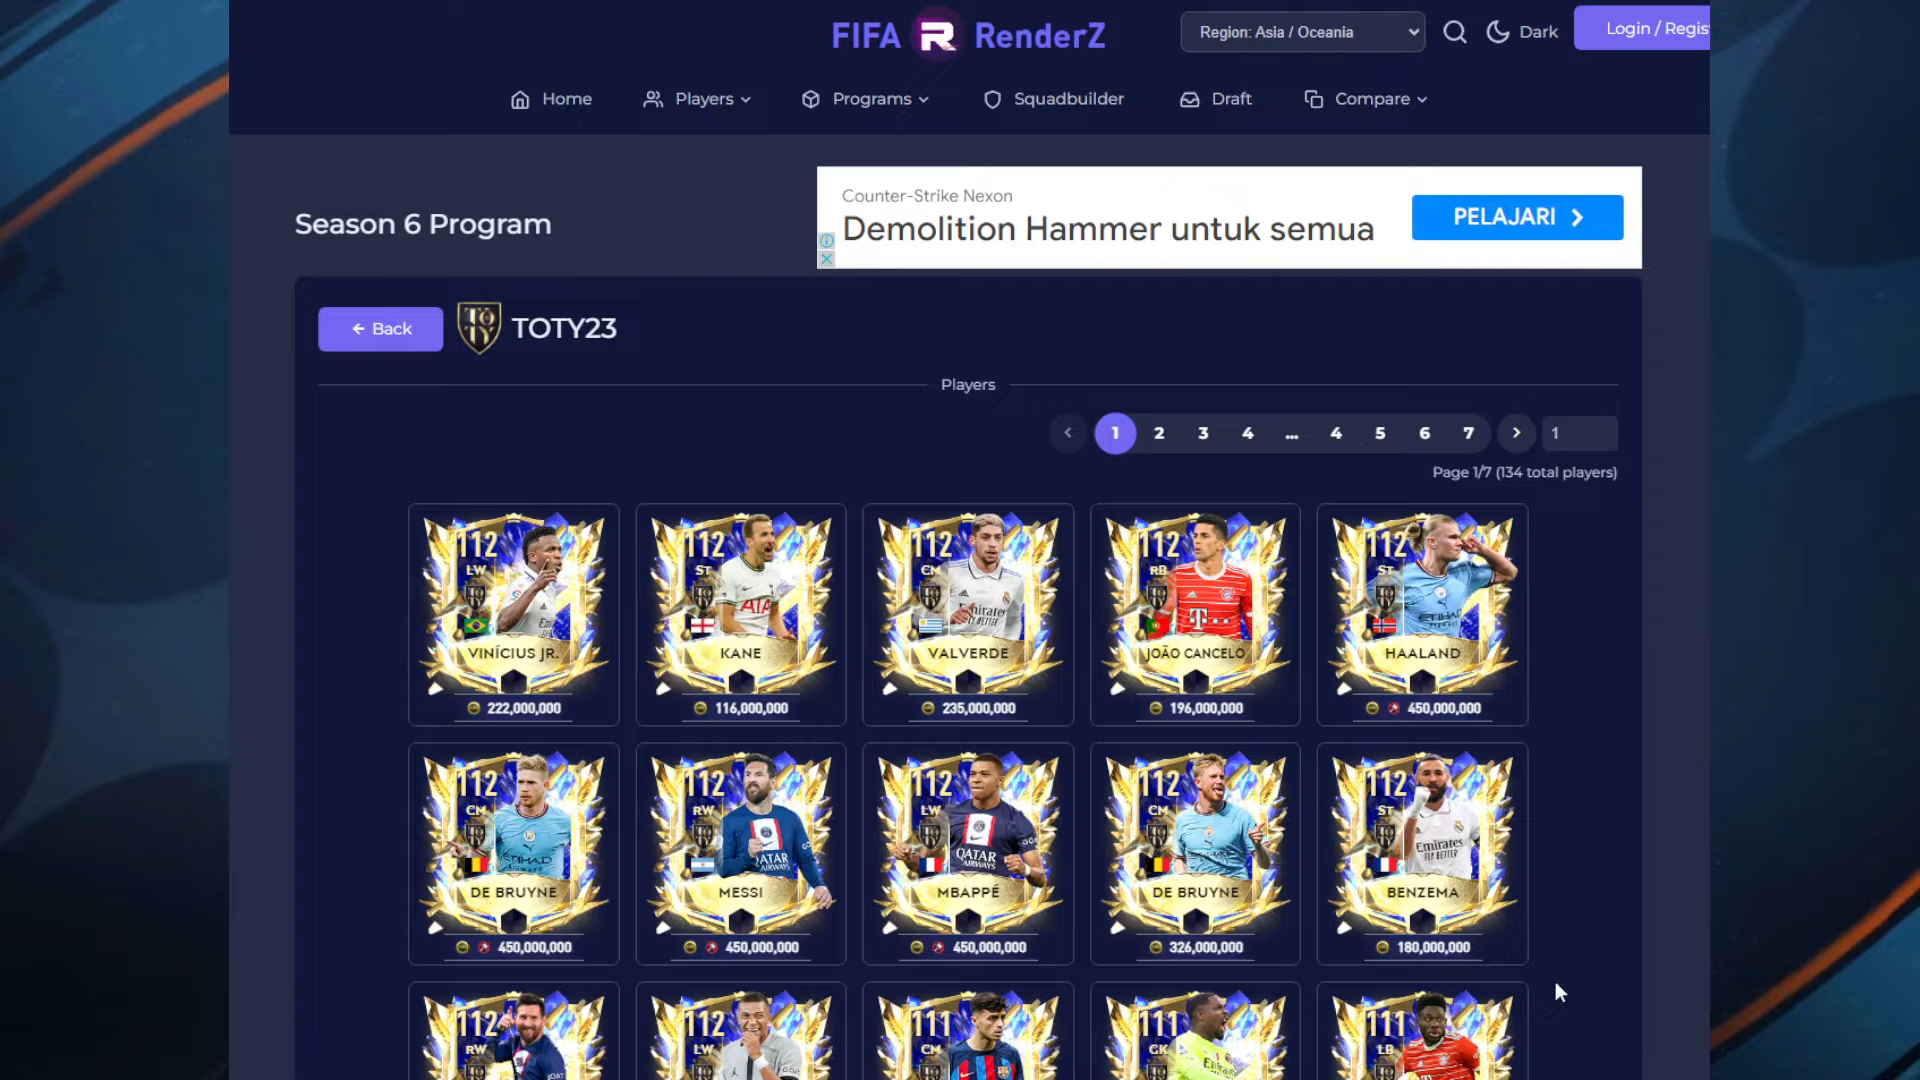 FIFA R RenderZ
Region: Asia / Oceania
Dark
Login / Regis
Home
Players
Programs
Squadbuilder
Draft
Compare
Season 6 Program
Counter-Strike Nexon
Demolition Hammer untuk semua
PELAJARI
Back
TOTY
TOTY23
Players
1 2 3 4 ... 4 5 6 7
1
Page 1/7 (134 total players)
112 112 112 112 112
LW ST CM RB ST
VINÍCIUS JR. KANE VALVERDE JOÃO CANCELO HAALAND
222,000,000 116,000,000 235,000,000 196,000,000 450,000,000
112 112 112 112 112
CM RW LW CM ST
DE BRUYNE MESSI MBAPPÉ DE BRUYNE BENZEMA
450,000,000 450,000,000 450,000,000 326,000,000 180,000,000
112 112 111 111 111
RW LW CM GK LB